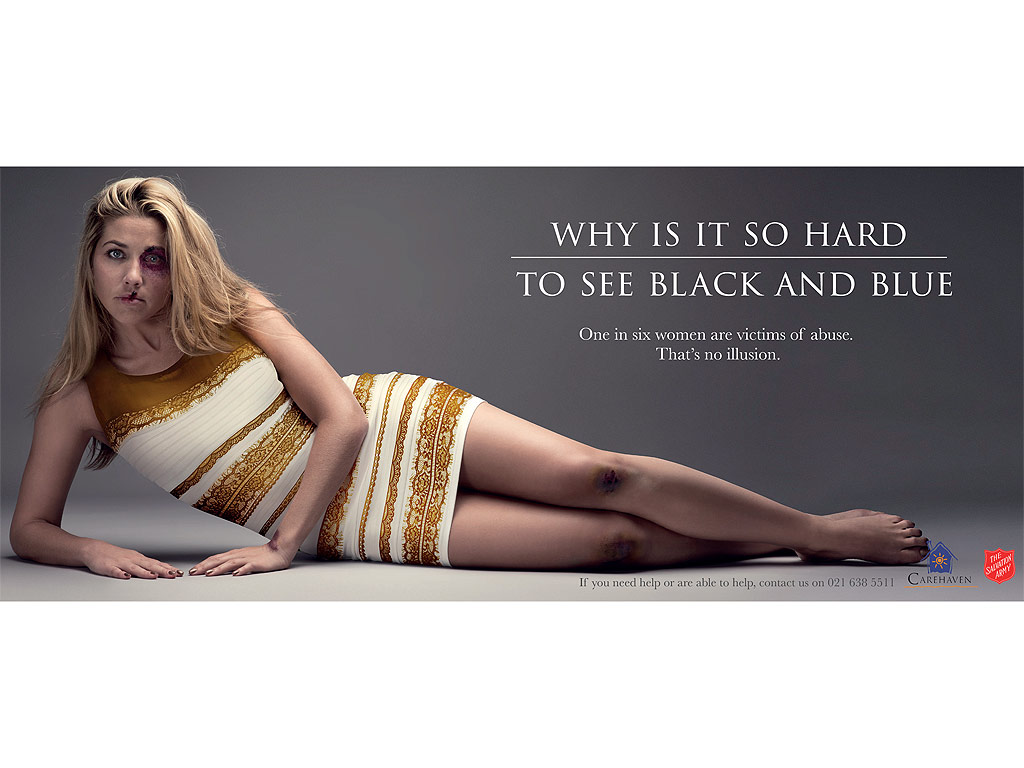 WHY IS IT SO HARD
TO SEE BLACK AND BLUE
One in six women are victims of abuse.
That's no illusion.
If you need help or are able to help, contact us on 021 638 5511
CAREHAVEN
THE
SALVATION
ARMY